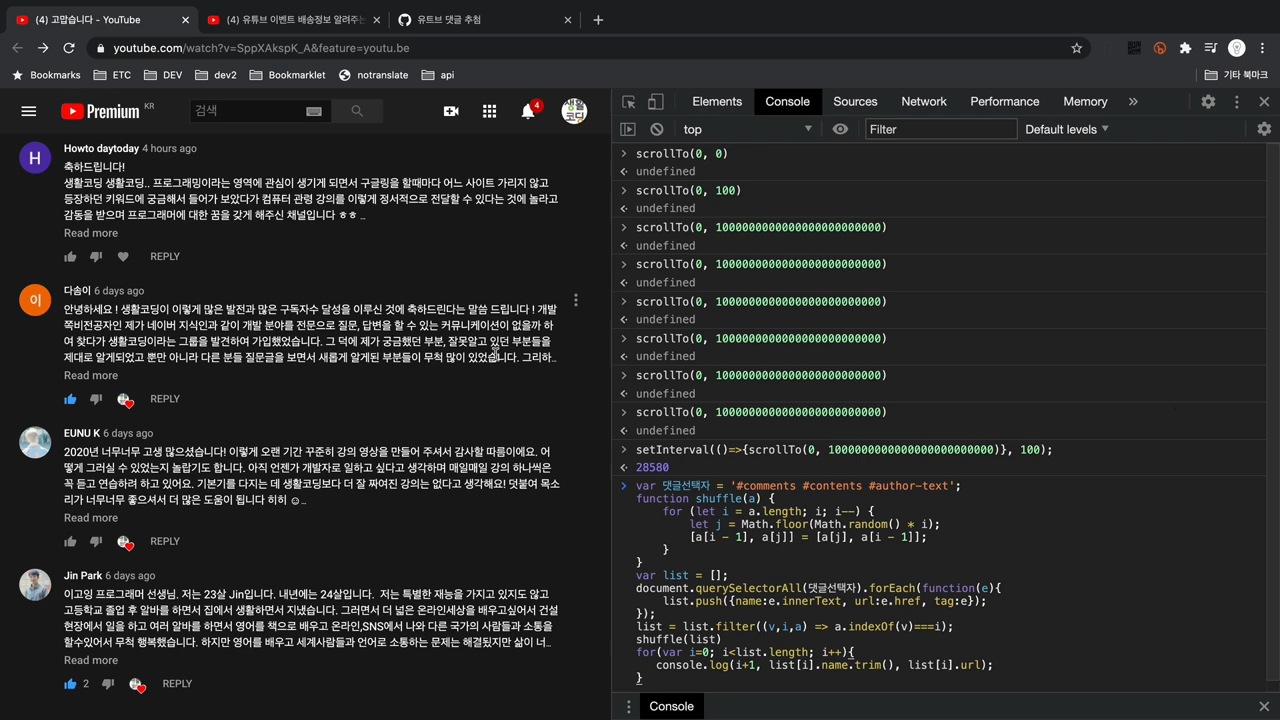 (4) 고맙습니다 - YouTube
(4) 유튜브 이벤트 배송정보 알려주는
유트브 댓글 추첨
youtube.com/watch?v=SppXAkspK_A&feature=youtu.be
Bookmarks
ETC
DEV
dev2
Bookmarklet
notranslate
api
기타 북마크
Premium KR
검색
4
생활
코딩
H
Howto daytoday 4 hours ago
축하드립니다!
생활코딩 생활코딩.. 프로그래밍이라는 영역에 관심이 생기게 되면서 구글링을 할때마다 어느 사이트 가리지 않고
등장하던 키워드에 궁금해서 들어가 보았다가 컴퓨터 관령 강의를 이렇게 정서적으로 전달할 수 있다는 것에 놀라고
감동을 받으며 프로그래머에 대한 꿈을 갖게 해주신 채널입니다 ㅎㅎ ...
Read more
REPLY
이
다솜이 6 days ago
안녕하세요 ! 생활코딩이 이렇게 많은 발전과 많은 구독자수 달성을 이루신 것에 축하드린다는 말씀 드립니다 ! 개발
쪽비전공자인 제가 네이버 지식인과 같이 개발 분야를 전문으로 질문, 답변을 할 수 있는 커뮤니케이션이 없을까 하
여 찾다가 생활코딩이라는 그룹을 발견하여 가입했었습니다. 그 덕에 제가 궁금했던 부분, 잘못알고 있던 부분들을
제대로 알게되었고 뿐만 아니라 다른 분들 질문글을 보면서 새롭게 알게된 부분들이 무척 많이 있었습니다. 그리하...
Read more
REPLY
EUNU K 6 days ago
2020년 너무너무 고생 많으셨습니다! 이렇게 오랜 기간 꾸준히 강의 영상을 만들어 주셔서 감사할 따름이에요. 어
떻게 그러실 수 있었는지 놀랍기도 합니다. 아직 언젠가 개발자로 일하고 싶다고 생각하며 매일매일 강의 하나씩은
꼭 듣고 연습하려 하고 있어요. 기본기를 다지는 데 생활코딩보다 더 잘 짜여진 강의는 없다고 생각해요! 덧붙여 목소
리가 너무너무 좋으셔서 더 많은 도움이 됩니다 히히 ☺...
Read more
REPLY
Jin Park 6 days ago
이고잉 프로그래머 선생님. 저는 23살 Jin입니다. 내년에는 24살입니다. 저는 특별한 재능을 가지고 있지도 않고
고등학교 졸업 후 알바를 하면서 집에서 생활하면서 지냈습니다. 그러면서 더 넓은 온라인세상을 배우고싶어서 건설
현장에서 일을 하고 여러 알바를 하면서 영어를 책으로 배우고 온라인,SNS에서 나와 다른 국가의 사람들과 소통을
할수있어서 무척 행복했습니다. 하지만 영어를 배우고 세계사람들과 언어로 소통하는 문제는 해결됬지만 삶이 너...
Read more
2
REPLY
Elements
Console
Sources
Network
Performance
Memory
top
Filter
Default levels
scrollTo(0, 0)
undefined
scrollTo(0, 100)
undefined
scrollTo(0, 1000000000000000000000000)
undefined
scrollTo(0, 1000000000000000000000000)
undefined
scrollTo(0, 1000000000000000000000000)
undefined
scrollTo(0, 1000000000000000000000000)
undefined
scrollTo(0, 1000000000000000000000000)
undefined
scrollTo(0, 1000000000000000000000000)
undefined
setInterval(()=>{scrollTo(0, 1000000000000000000000000)}, 100);
28580
var 댓글선택자 = '#comments #contents #author-text';
function shuffle(a) {
for (let i = a.length; i; i--) {
let j = Math.floor(Math.random() * i);
[a[i - 1], a[j]] = [a[j], a[i - 1]];
}
}
var list = [];
document.querySelectorAll(댓글선택자).forEach(function(e){
list.push({name:e.innerText, url:e.href, tag:e});
});
list = list.filter((v,i,a) => a.indexOf(v)===i);
shuffle(list)
for(var i=0; i<list.length; i++){
console.log(i+1, list[i].name.trim(), list[i].url);
}
Console